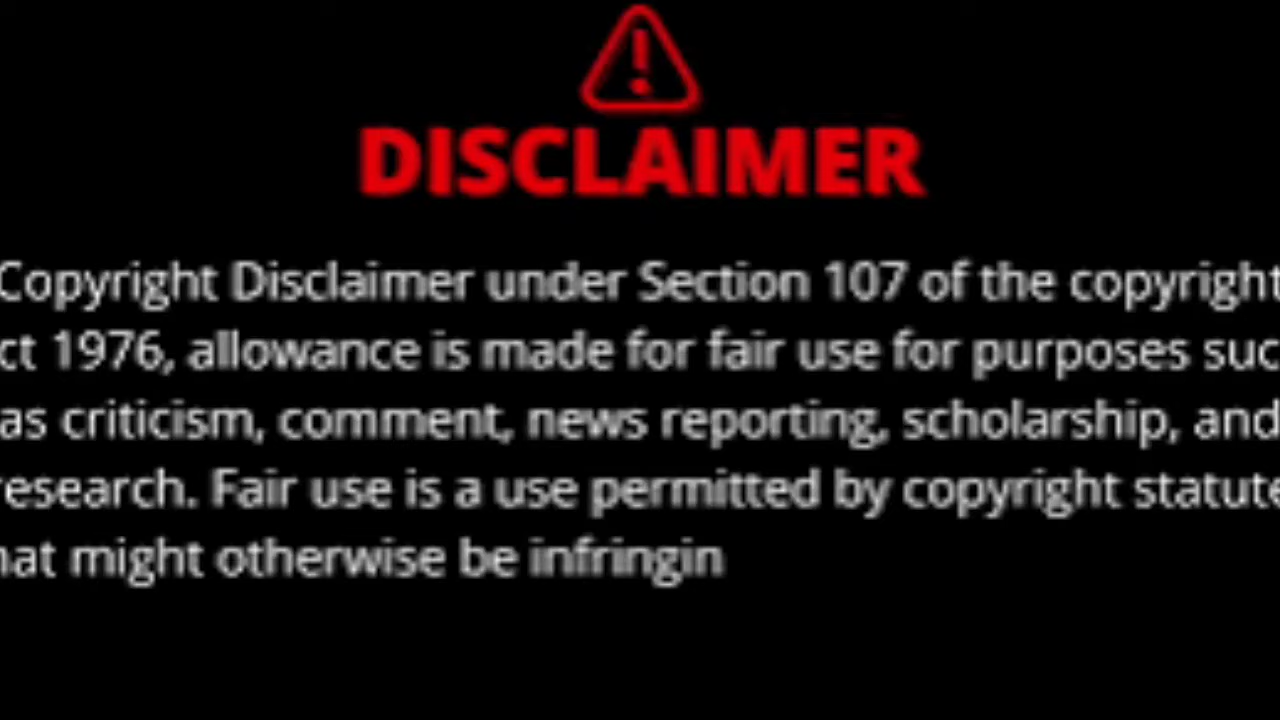 DISCLAIMER
Copyright Disclaimer under Section 107 of the copyright
ct 1976, allowance is made for fair use for purposes suc
as criticism, comment, news reporting, scholarship, and
research. Fair use is a use permitted by copyright statute
hat might otherwise be infringin